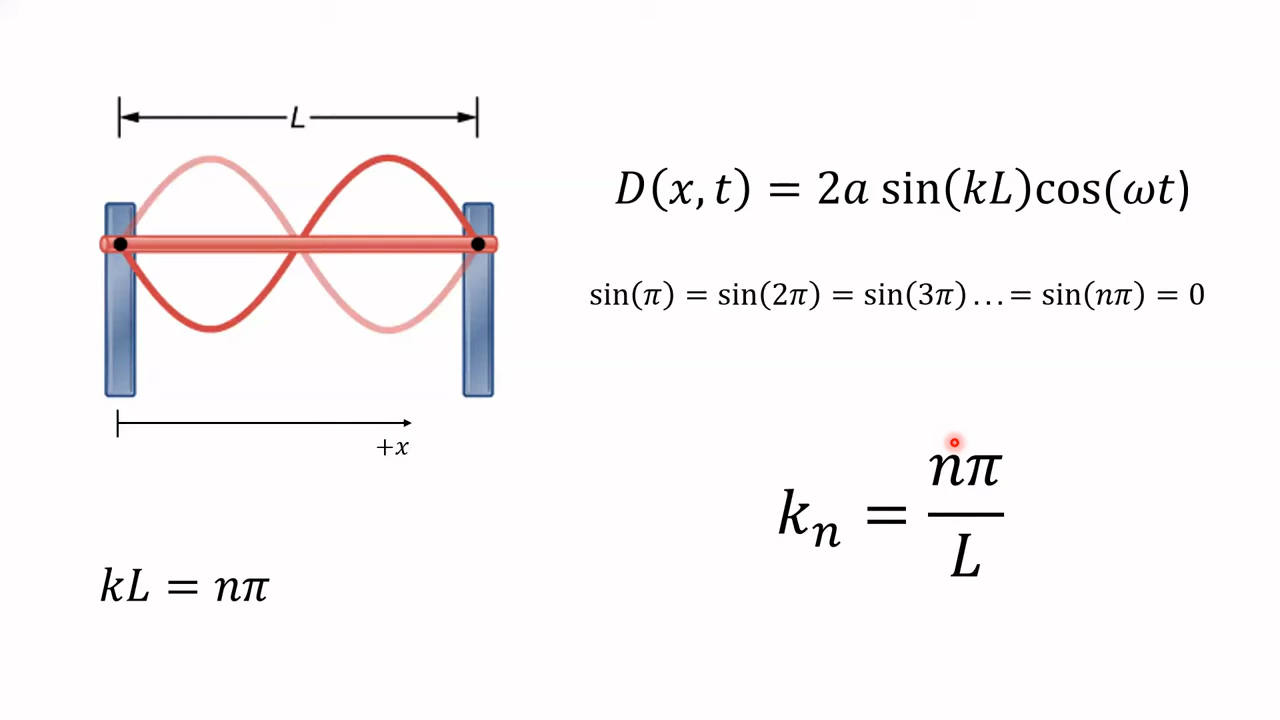 L
D(x, t) = 2a sin(kL)cos(ωt)
sin(π) = sin(2π) = sin(3π) … = sin(nπ) = 0
+x
kₙ = nπ/L
kL = nπ